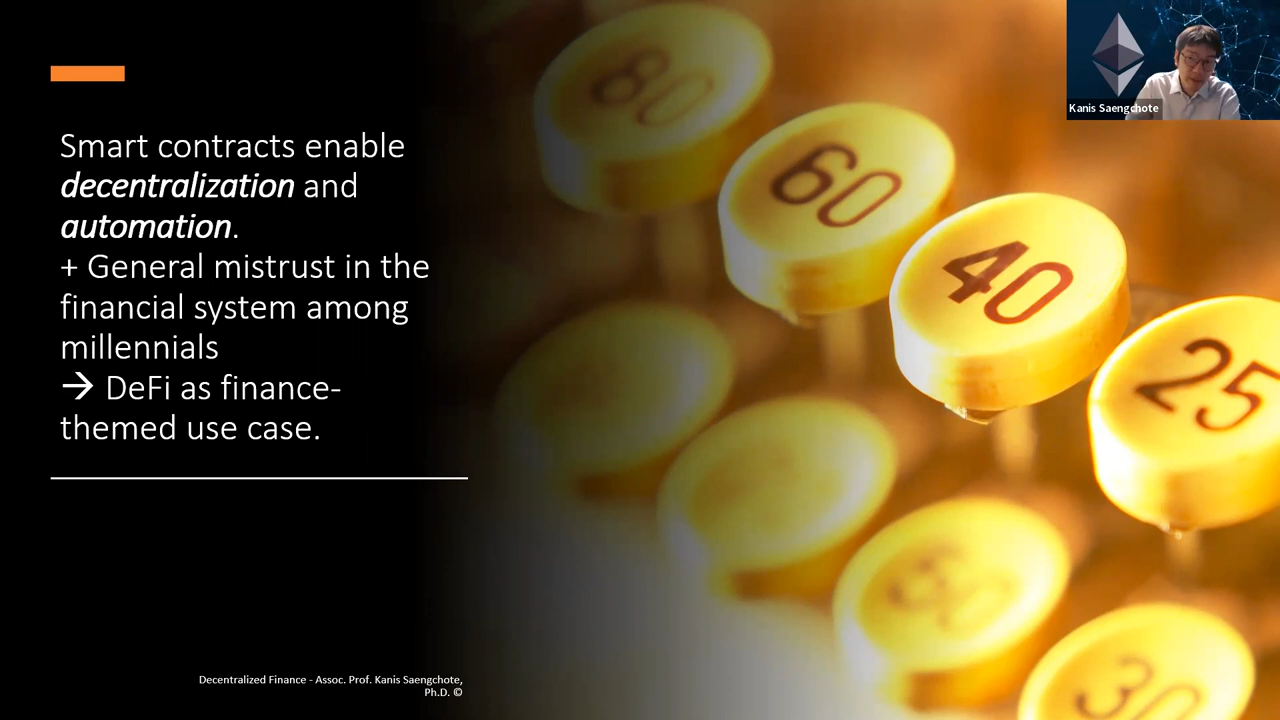 Smart contracts enable
decentralization and
automation.
+ General mistrust in the
financial system among
millennials
→ DeFi as finance-
themed use case.
80
60
40
25
30
Kanis Saengchote
Decentralized Finance - Assoc. Prof. Kanis Saengchote,
Ph.D. ©